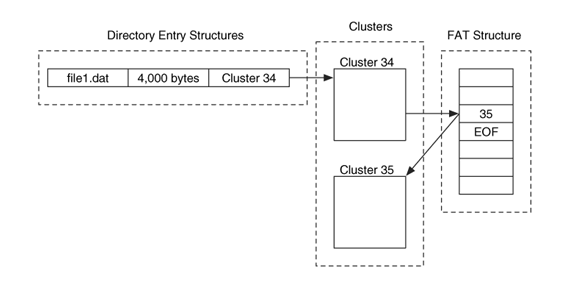 Directory Entry Structures
Clusters
FAT Structure
file1.dat 4,000 bytes Cluster 34
Cluster 34
35
EOF
Cluster 35